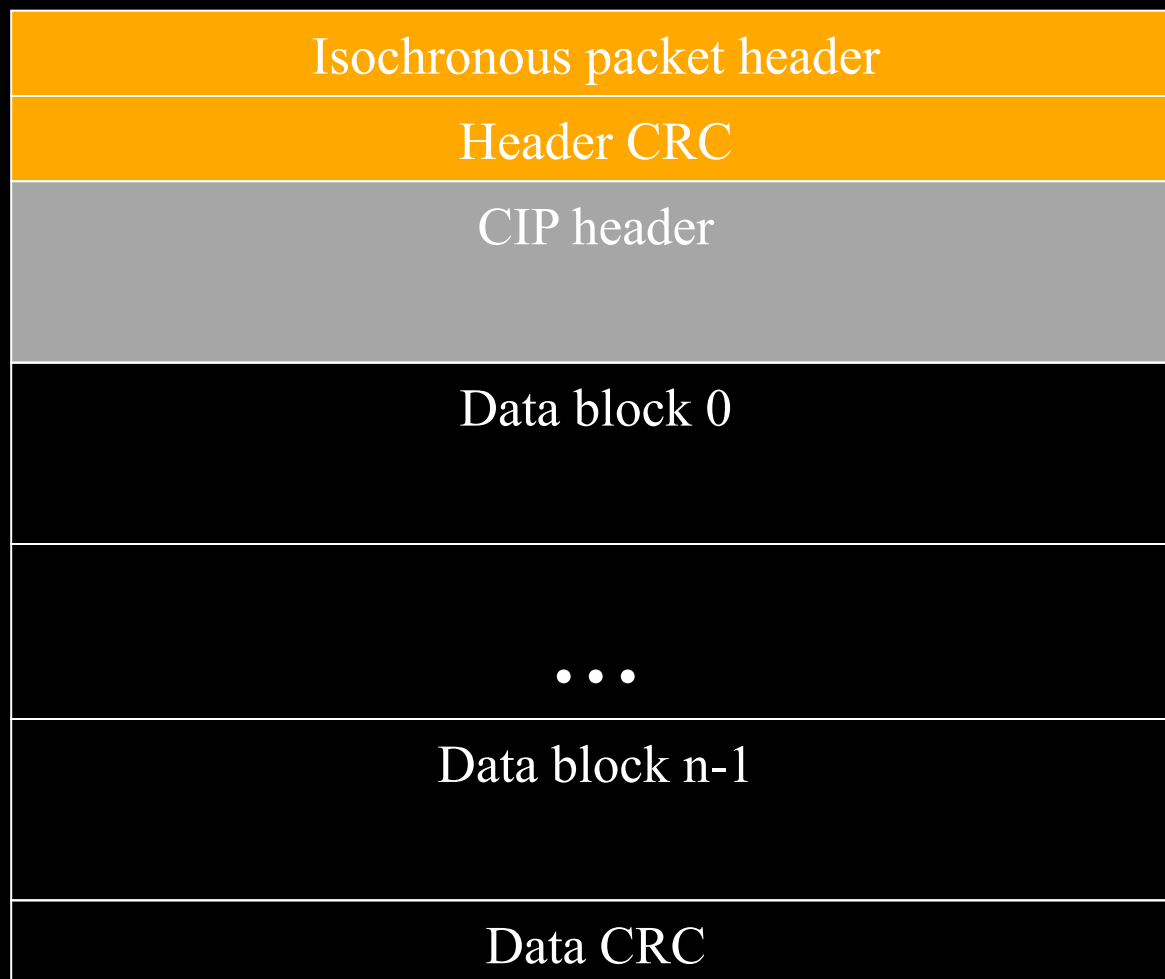 Isochronous packet header
Header CRC
CIP header
Data block 0
...
Data block n-1
Data CRC